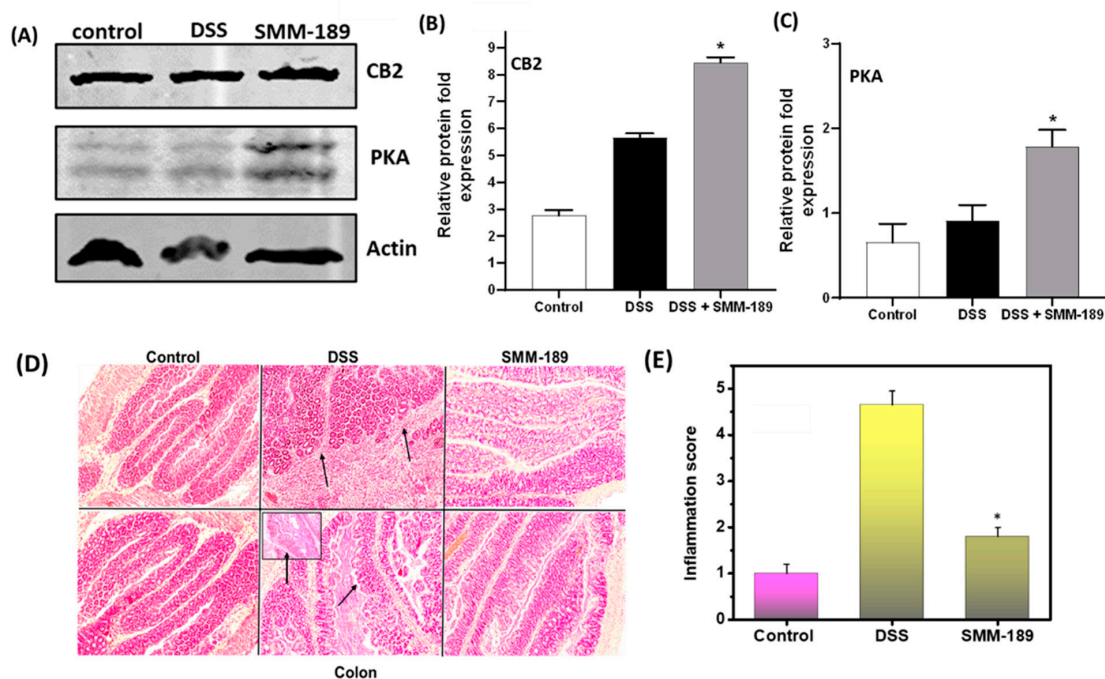 (A)
control DSS SMM-189
CB2
PKA
Actin
(B)
CB2
Relative protein fold
expression
9
8
7
6
5
4
3
2
1
0
*
Control DSS DSS + SMM-189
(C)
PKA
Relative protein fold
expression
3
2
1
0
*
Control DSS DSS + SMM-189
(D)
Control DSS SMM-189
Colon
(E)
Inflammation score
5
4
3
2
1
0
*
Control DSS SMM-189